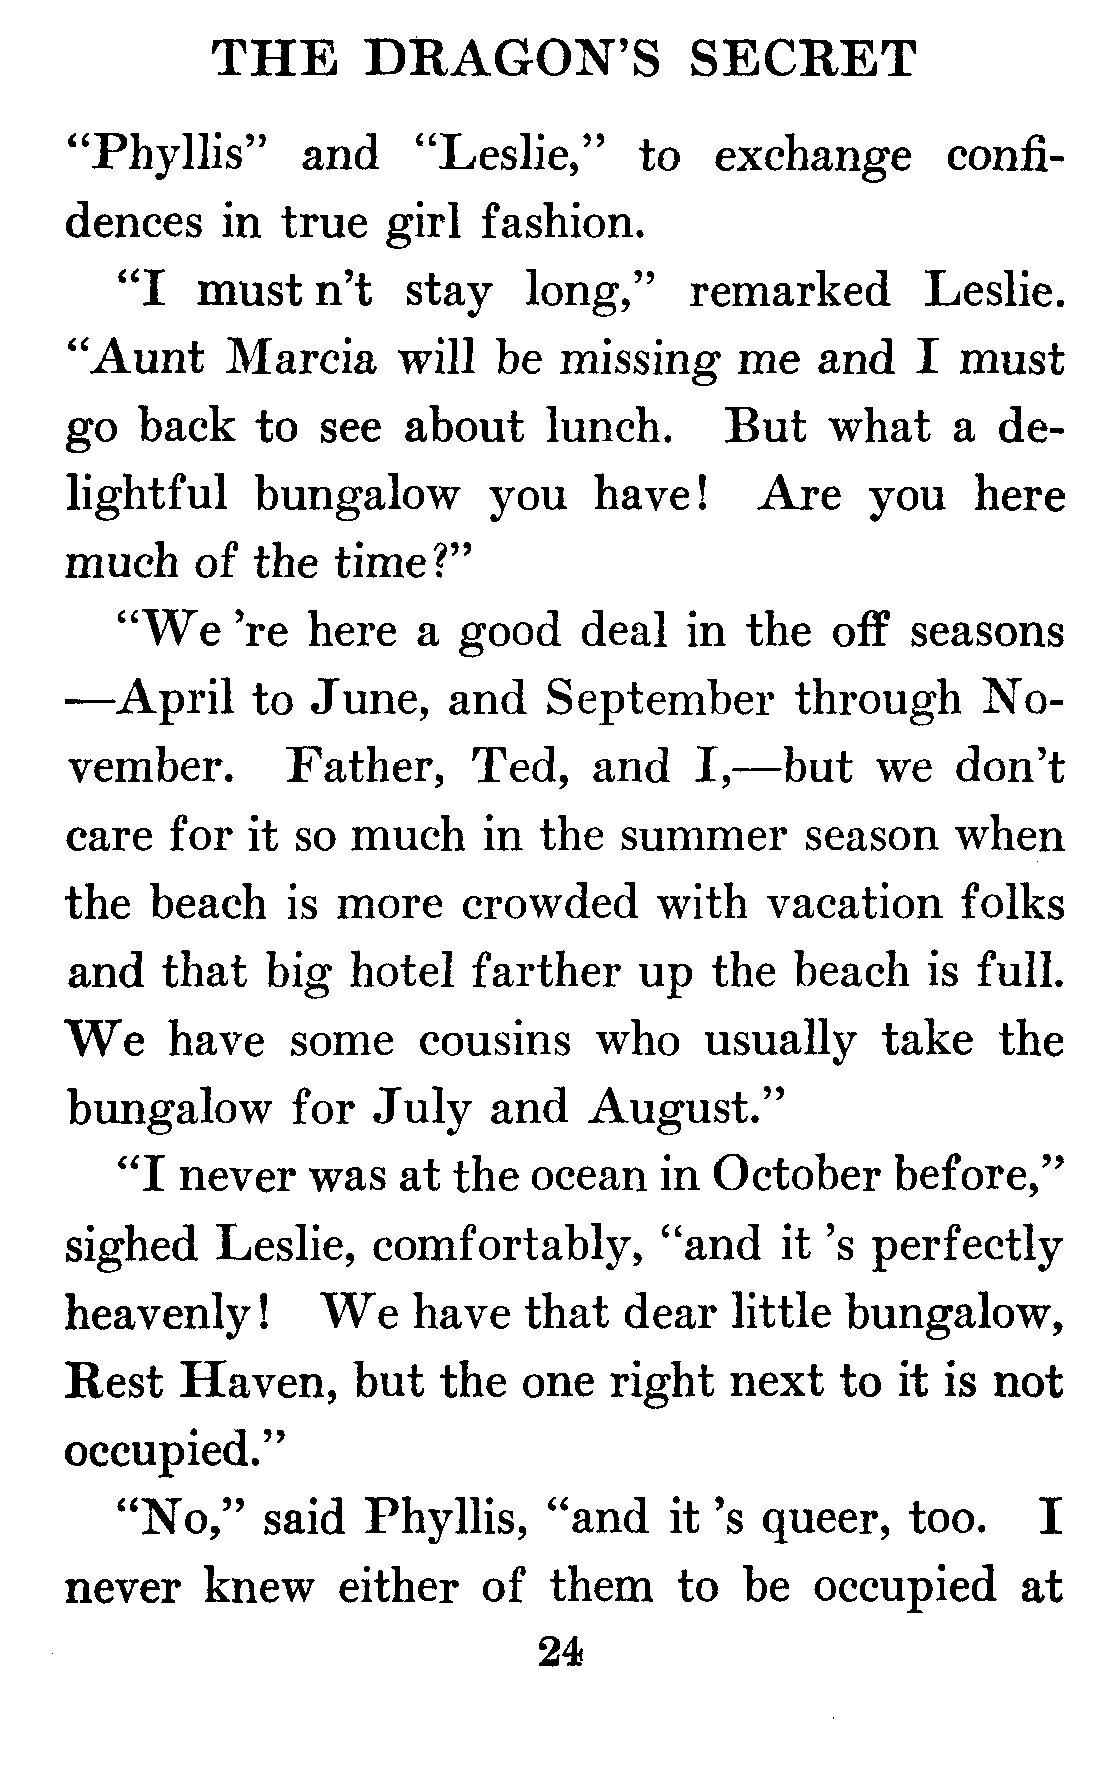 THE DRAGON'S SECRET
“Phyllis” and “Leslie,” to exchange confi-
dences in true girl fashion.
“I must n't stay long,” remarked Leslie.
“Aunt Marcia will be missing me and I must
go back to see about lunch. But what a de-
lightful bungalow you have! Are you here
much of the time?”
“We 're here a good deal in the off seasons
—April to June, and September through No-
vember. Father, Ted, and I,—but we don't
care for it so much in the summer season when
the beach is more crowded with vacation folks
and that big hotel farther up the beach is full.
We have some cousins who usually take the
bungalow for July and August.”
“I never was at the ocean in October before,”
sighed Leslie, comfortably, “and it 's perfectly
heavenly! We have that dear little bungalow,
Rest Haven, but the one right next to it is not
occupied.”
“No,” said Phyllis, “and it 's queer, too. I
never knew either of them to be occupied at
24